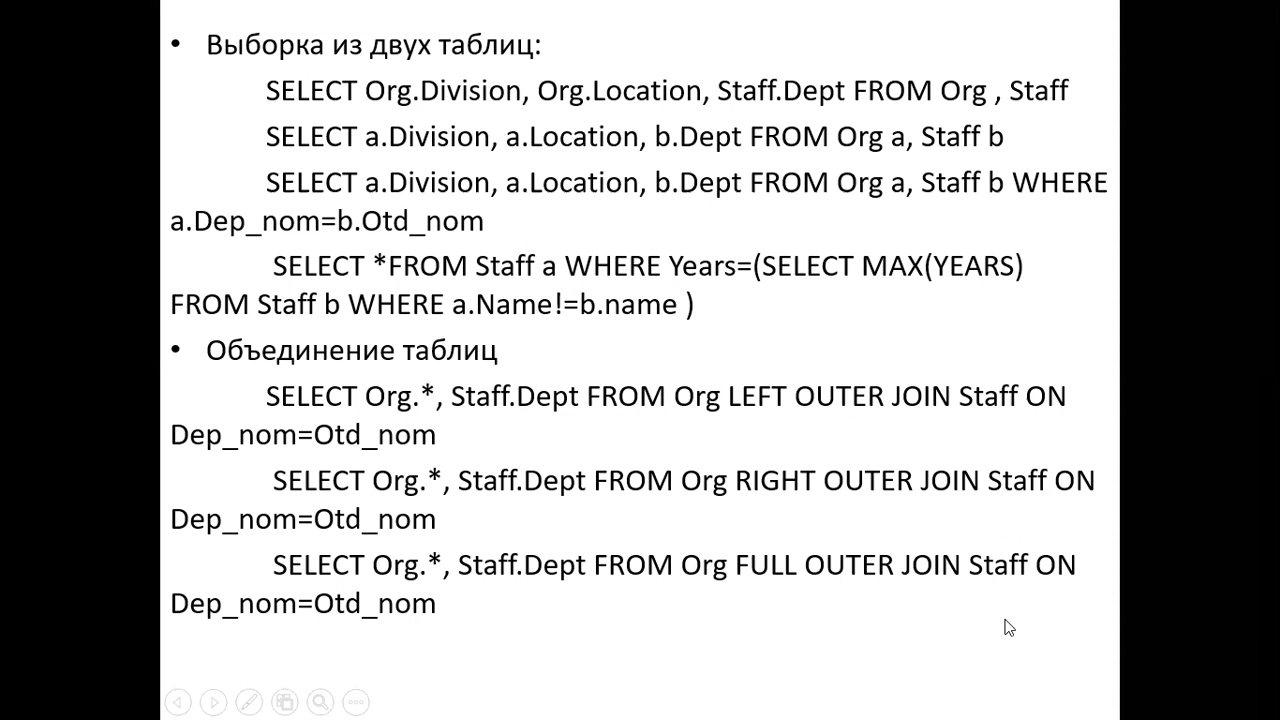 • Выборка из двух таблиц:
SELECT Org.Division, Org.Location, Staff.Dept FROM Org , Staff
SELECT a.Division, a.Location, b.Dept FROM Org a, Staff b
SELECT a.Division, a.Location, b.Dept FROM Org a, Staff b WHERE
a.Dep_nom=b.Otd_nom
SELECT *FROM Staff a WHERE Years=(SELECT MAX(YEARS)
FROM Staff b WHERE a.Name!=b.name )
• Объединение таблиц
SELECT Org.*, Staff.Dept FROM Org LEFT OUTER JOIN Staff ON
Dep_nom=Otd_nom
SELECT Org.*, Staff.Dept FROM Org RIGHT OUTER JOIN Staff ON
Dep_nom=Otd_nom
SELECT Org.*, Staff.Dept FROM Org FULL OUTER JOIN Staff ON
Dep_nom=Otd_nom